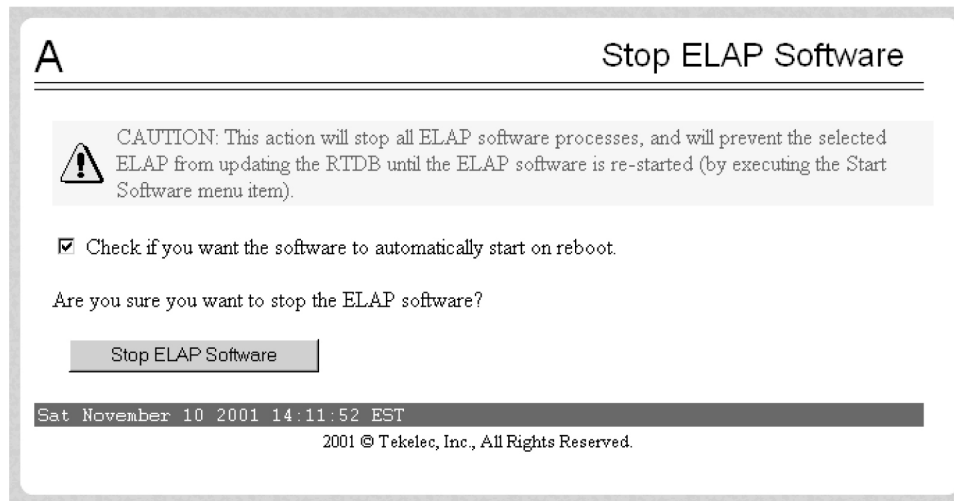 A
Stop ELAP Software
CAUTION: This action will stop all ELAP software processes, and will prevent the selected
ELAP from updating the RTDB until the ELAP software is re-started (by executing the Start
Software menu item).
Check if you want the software to automatically start on reboot.
Are you sure you want to stop the ELAP software?
Stop ELAP Software
Sat November 10 2001 14:11:52 EST
2001 © Tekelec, Inc., All Rights Reserved.